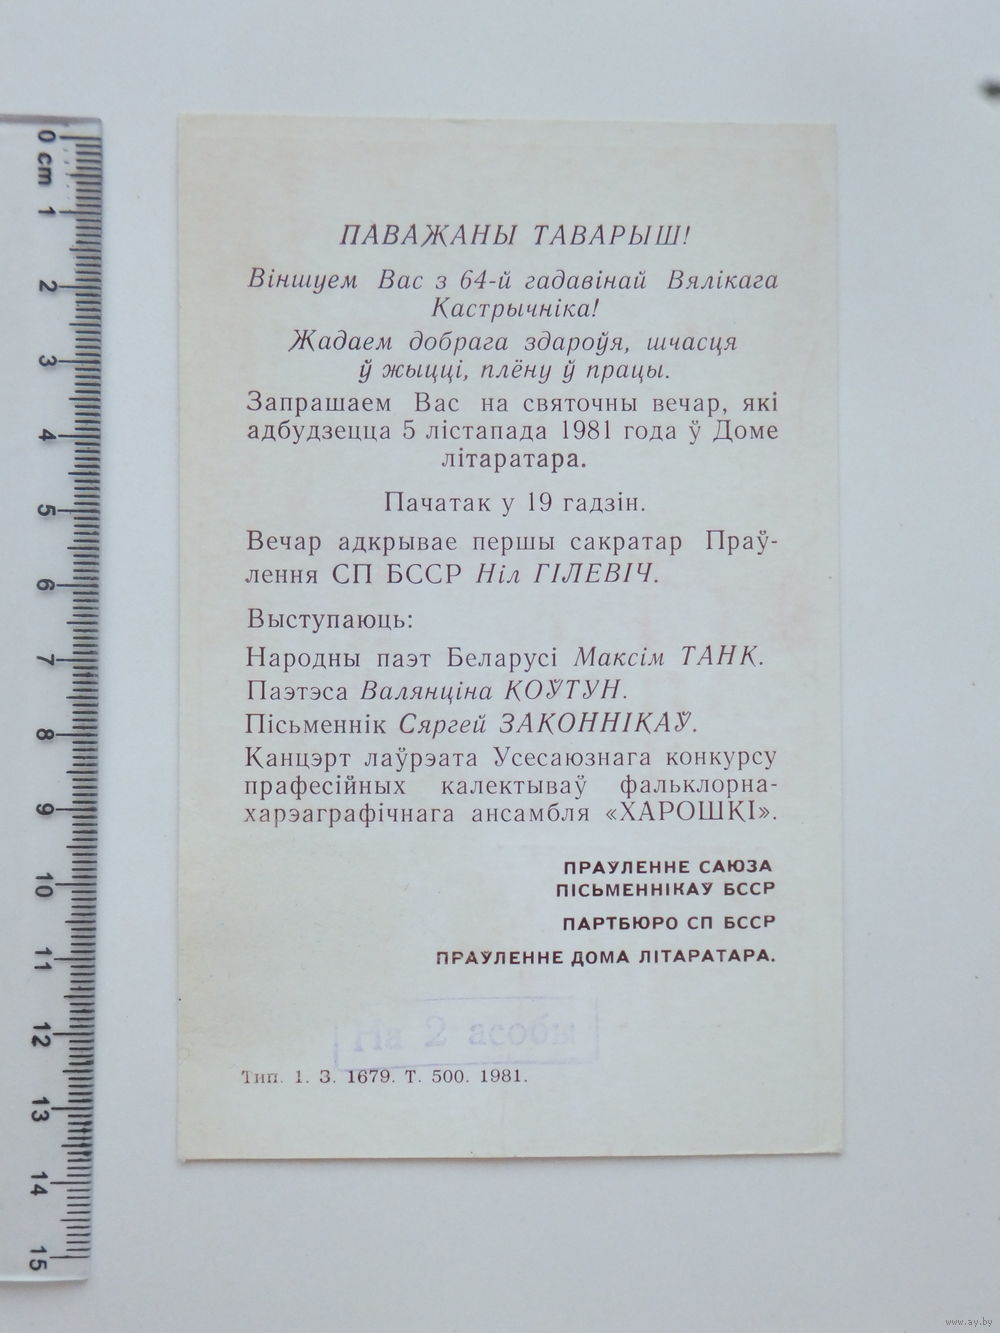 ПАВАЖАНЫ ТАВАРЫШ!
Віншуем Вас з 64-й гадавінай Вялікага
Кастрычніка!
Жадаем добрага здароўя, шчасця
ў жыцці, плёну ў працы.
Запрашаем Вас на святочны вечар, які
адбудзецца 5 лістапада 1981 года ў Доме
літаратара.
Пачатак у 19 гадзін.
Вечар адкрывае першы сакратар Праў-
лення СП БССР Ніл ГІЛЕВІЧ.
Выступаюць:
Народны паэт Беларусі Максім ТАНК.
Паэтэса Валянціна КОЎТУН.
Пісьменнік Сяргей ЗАКОННІКАЎ.
Канцэрт лаўрэата Усесаюзнага конкурсу
прафесійных калектываў фальклорна-
харэаграфічнага ансамбля «ХАРОШКІ».
ПРАЎЛЕННЕ САЮЗА
ПІСЬМЕННІКАЎ БССР
ПАРТБЮРО СП БССР
ПРАЎЛЕННЕ ДОМА ЛІТАРАТАРА.
На 2 асобы
Тип. 1. З. 1679. Т. 500. 1981.
0 cm 1 2 3 4 5 6 7 8 9 10 11 12 13 14 15
www.ay.by